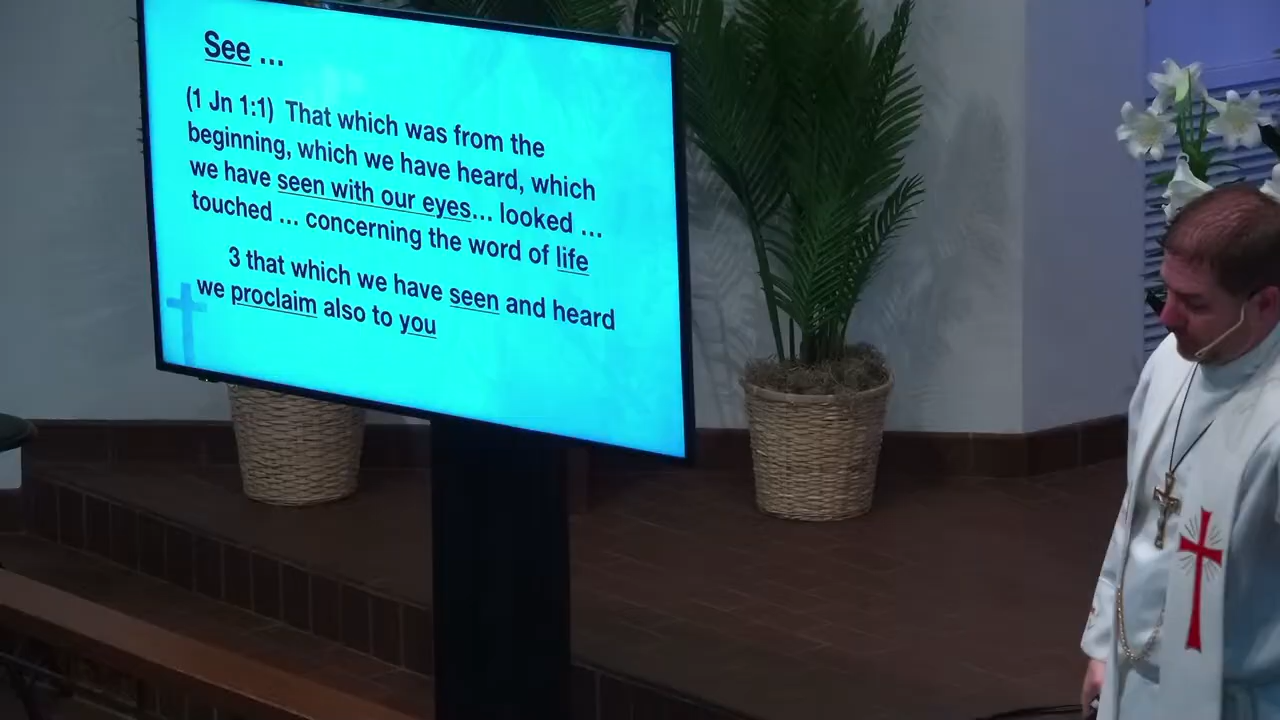 See ...
(1 Jn 1:1) That which was from the
beginning, which we have heard, which
we have seen with our eyes... looked ...
touched ... concerning the word of life
3 that which we have seen and heard
we proclaim also to you